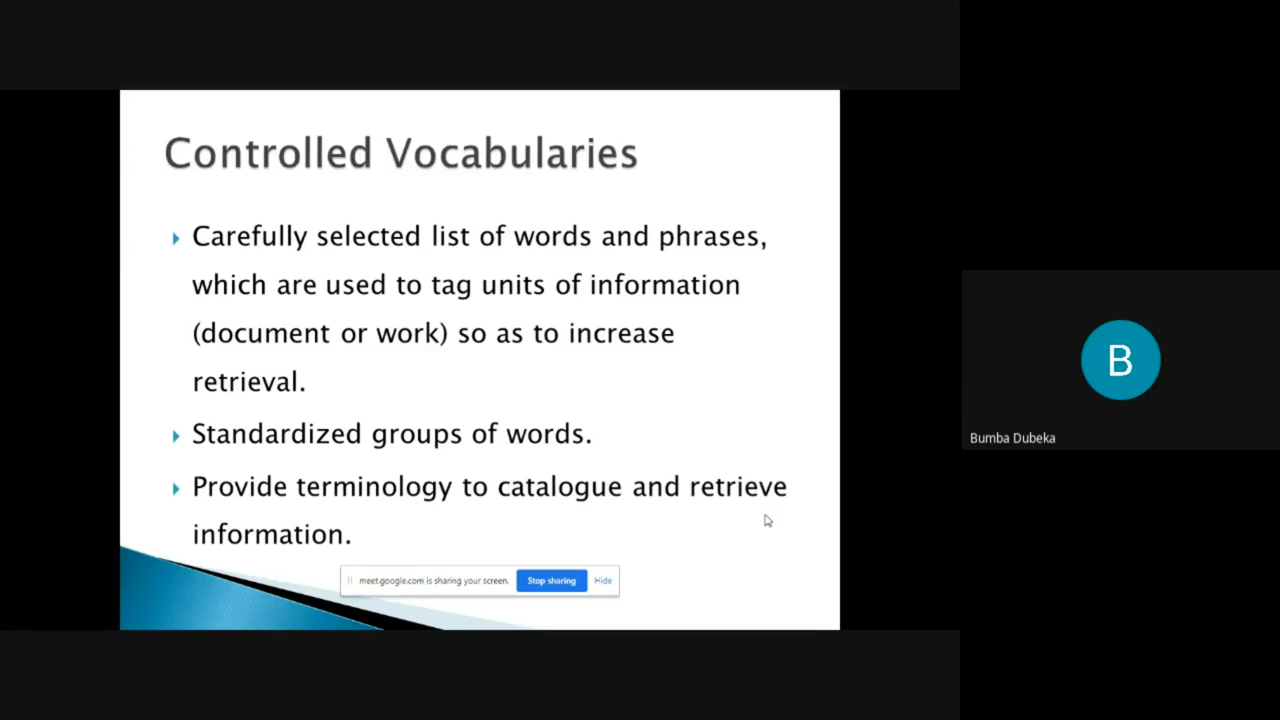 Controlled Vocabularies
Carefully selected list of words and phrases,
which are used to tag units of information
(document or work) so as to increase
retrieval.
Standardized groups of words.
Provide terminology to catalogue and retrieve
information.
meet.google.com is sharing your screen. Stop sharing Hide
B
Bumba Dubeka